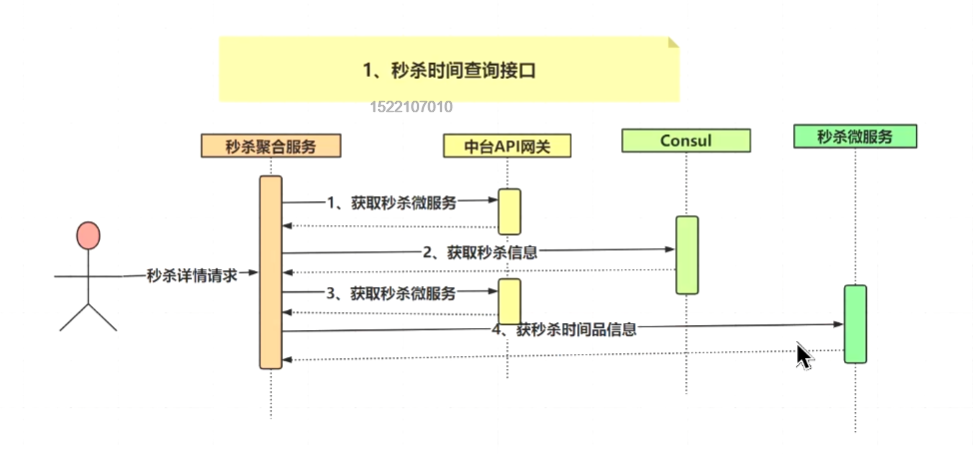 1、秒杀时间查询接口
1522107010
秒杀聚合服务
中台API网关
Consul
秒杀微服务
1、获取秒杀微服务
2、获取秒杀信息
秒杀详情请求
3、获取秒杀微服务
4、获秒杀时间品信息